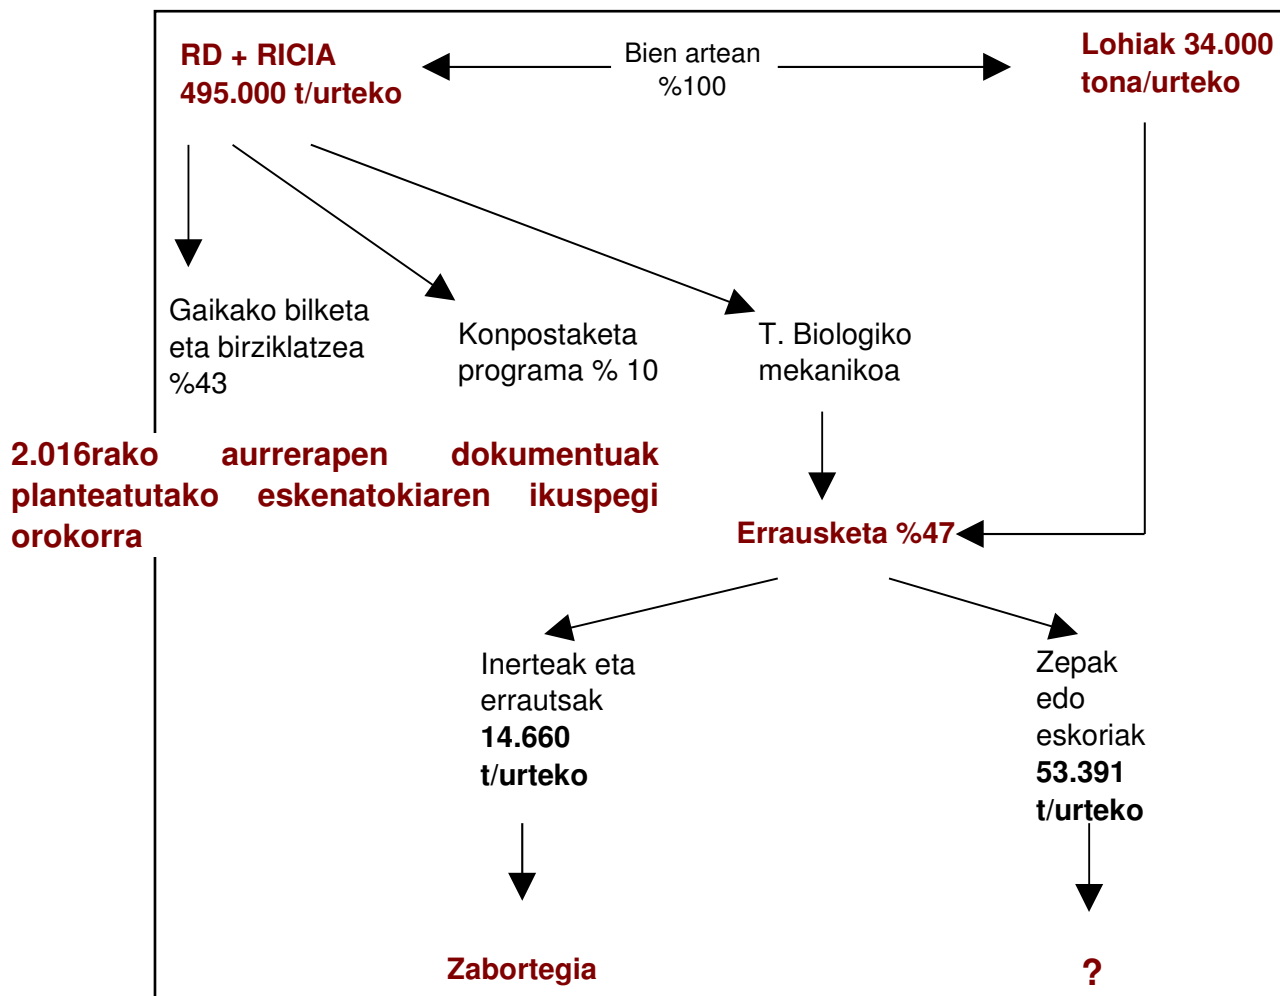 RD + RICIA
495.000 t/urteko
Bien artean
%100
Lohiak 34.000
tona/urteko
Gaikako bilketa
eta birziklatzea
%43
Konpostaketa
programa % 10
T. Biologiko
mekanikoa
2.016rako aurrerapen dokumentuak
planteatutako eskenatokiaren ikuspegi
orokorra
Errausketa %47
Inerteak eta
errautsak
14.660
t/urteko
Zepak
edo
eskoriak
53.391
t/urteko
Zabortegia
?